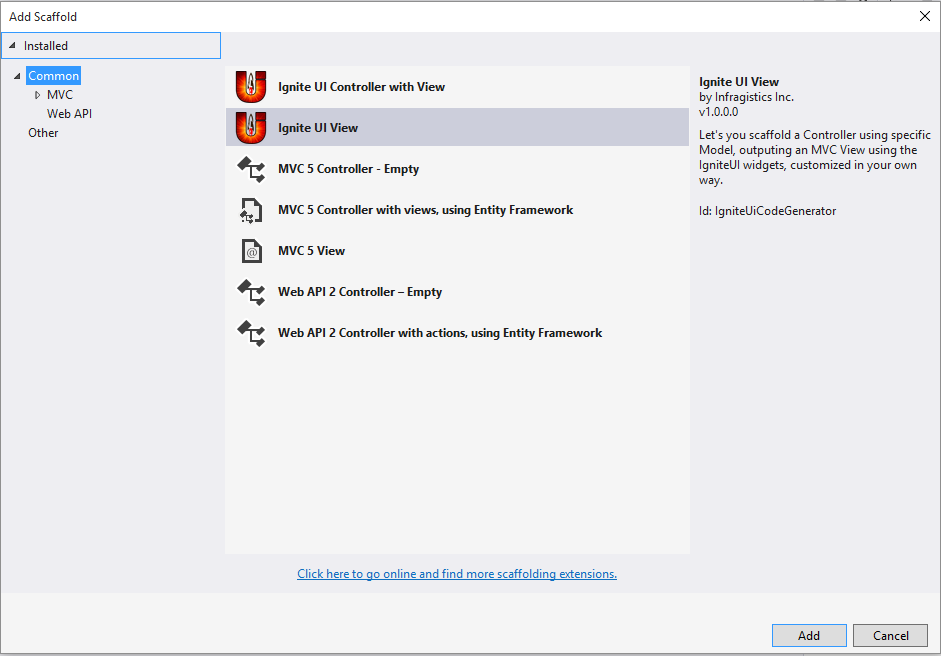 Add Scaffold
Installed
Common
MVC
Web API
Other
Ignite UI Controller with View
Ignite UI View
MVC 5 Controller - Empty
MVC 5 Controller with views, using Entity Framework
MVC 5 View
Web API 2 Controller – Empty
Web API 2 Controller with actions, using Entity Framework
Ignite UI View
by Infragistics Inc.
v1.0.0.0
Let's you scaffold a Controller using specific
Model, outputing an MVC View using the
IgniteUI widgets, customized in your own
way.
Id: IgniteUiCodeGenerator
Click here to go online and find more scaffolding extensions.
Add
Cancel